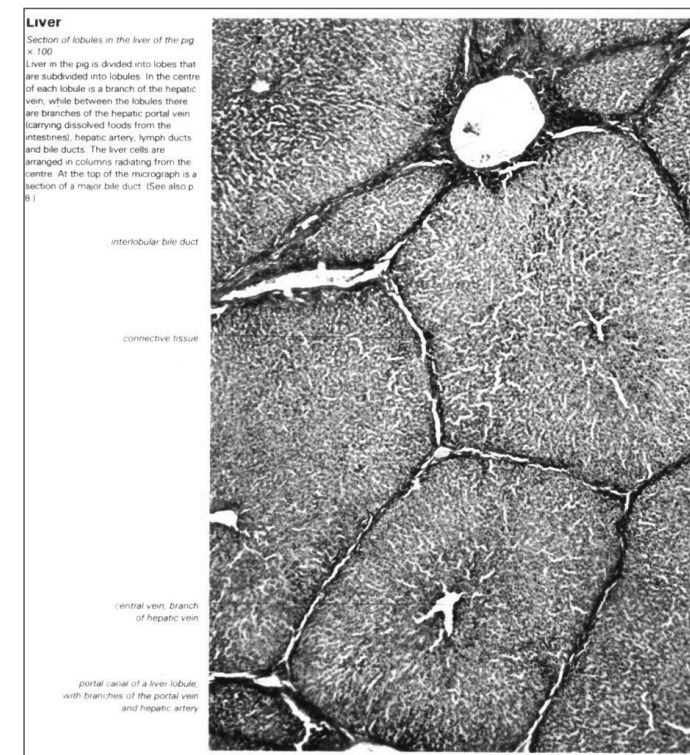 Liver
Section of lobules in the liver of the pig
× 100
Liver in the pig is divided into lobes that
are subdivided into lobules. In the centre
of each lobule is a branch of the hepatic
vein, while between the lobules there
are branches of the hepatic portal vein
(carrying dissolved foods from the
intestines), hepatic artery, lymph ducts
and bile ducts. The liver cells are
arranged in columns radiating from the
centre. At the top of the micrograph is a
section of a major bile duct. (See also p
8.)
interlobular bile duct
connective tissue
central vein, branch
of hepatic vein
portal canal of a liver lobule,
with branches of the portal vein
and hepatic artery